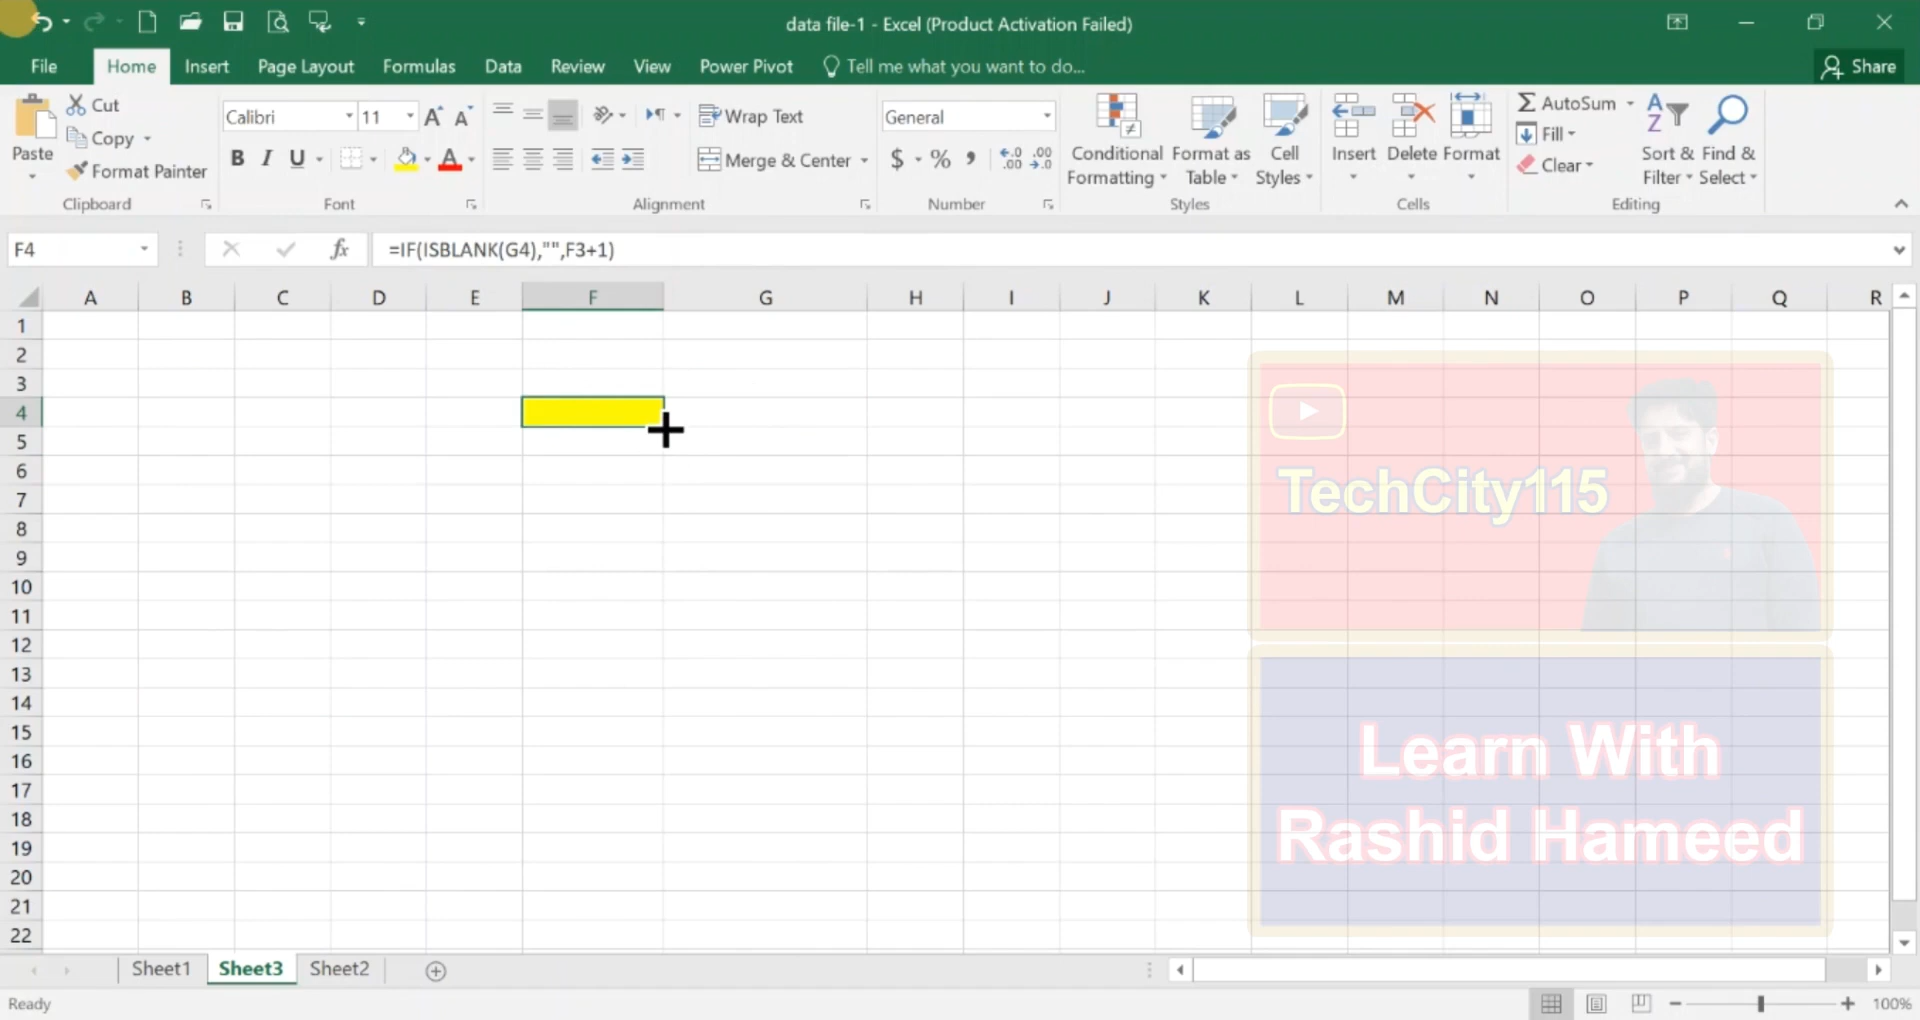 data file-1 - Excel (Product Activation Failed)
File Home Insert Page Layout Formulas Data Review View Power Pivot Tell me what you want to do... Share
Paste
Cut
Copy
Format Painter
Clipboard
Calibri 11
B I U
Font
Wrap Text
Merge & Center
Alignment
General
$ % ,
Number
Conditional
Formatting
Format as
Table
Cell
Styles
Styles
Insert Delete Format
Cells
AutoSum
Fill
Clear
Sort &
Filter
Find &
Select
Editing
F4 fx =IF(ISBLANK(G4),"",F3+1)
A B C D E F G H I J K L M N O P Q R
1
2
3
4
5
6
7
8
9
10
11
12
13
14
15
16
17
18
19
20
21
22
TechCity115
Learn With
Rashid Hameed
Sheet1 Sheet3 Sheet2
Ready 100%